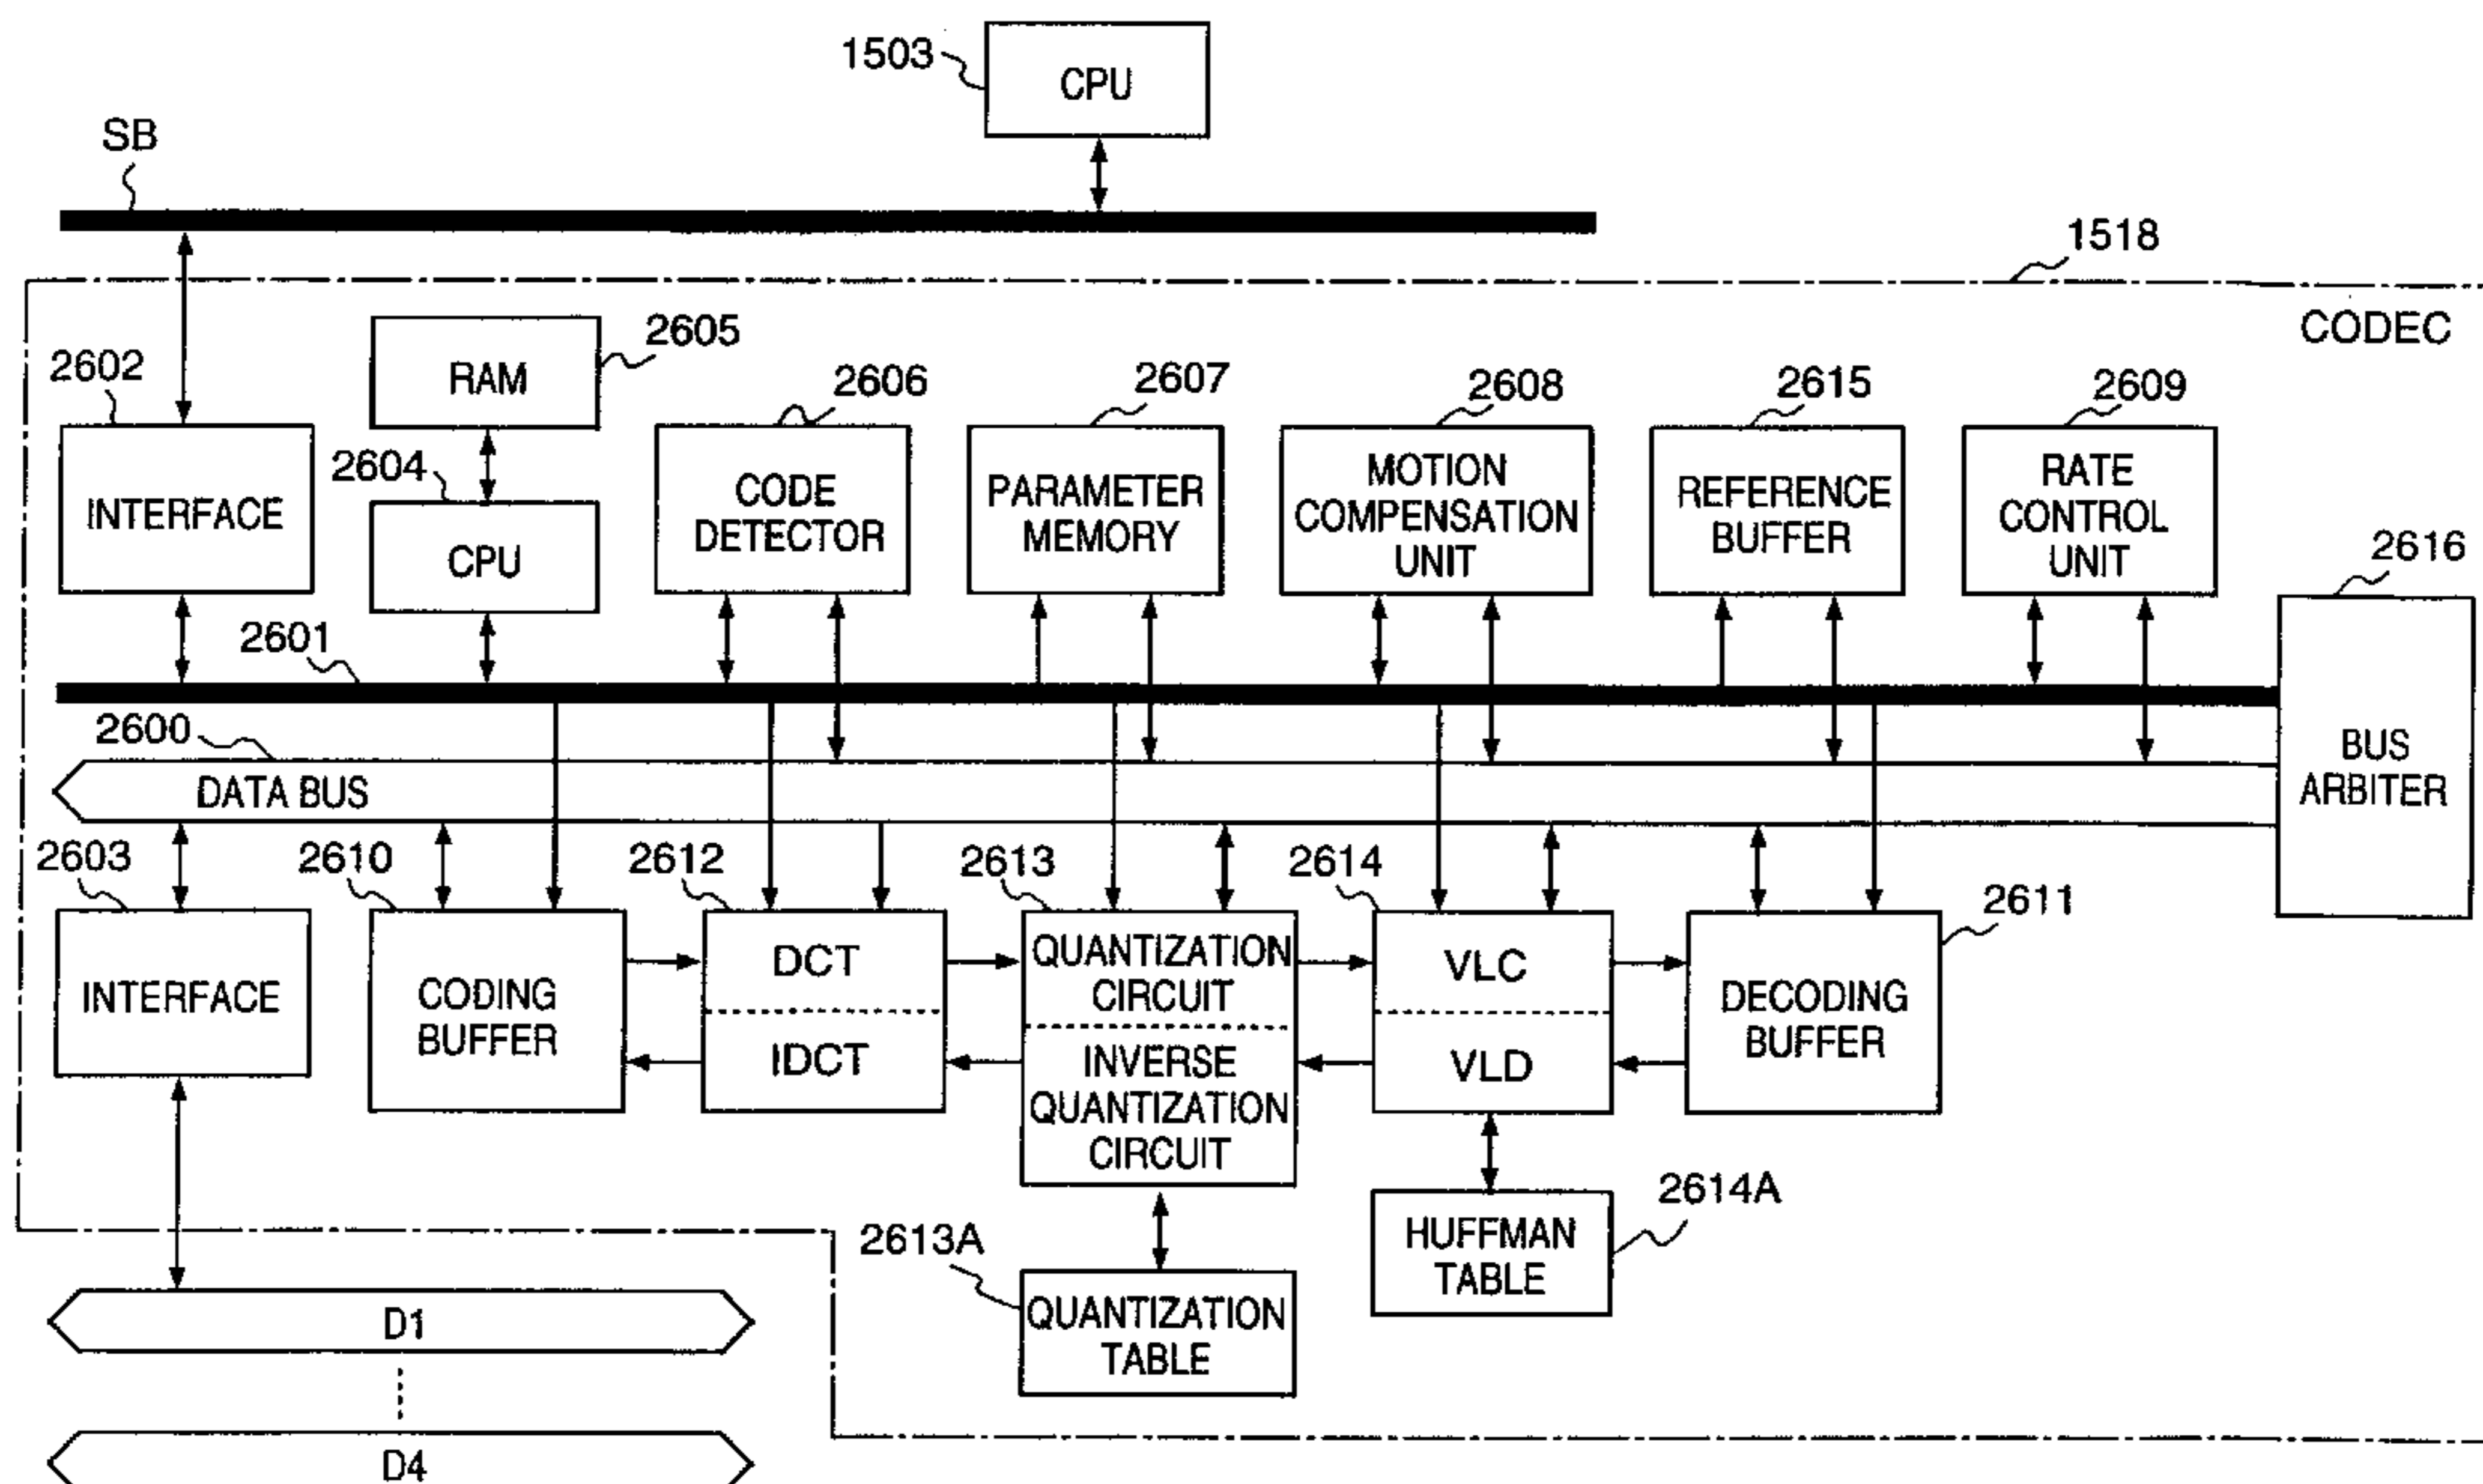 1503
CPU
SB
1518
CODEC
2602
INTERFACE
2605
RAM
2604
CPU
2606
CODE
DETECTOR
2607
PARAMETER
MEMORY
2608
MOTION
COMPENSATION
UNIT
2615
REFERENCE
BUFFER
2609
RATE
CONTROL
UNIT
2616
BUS
ARBITER
2601
2600
DATA BUS
2603
INTERFACE
2610
CODING
BUFFER
2612
DCT
IDCT
2613
QUANTIZATION
CIRCUIT
INVERSE
QUANTIZATION
CIRCUIT
2614
VLC
VLD
2611
DECODING
BUFFER
2613A
QUANTIZATION
TABLE
2614A
HUFFMAN
TABLE
D1
D4